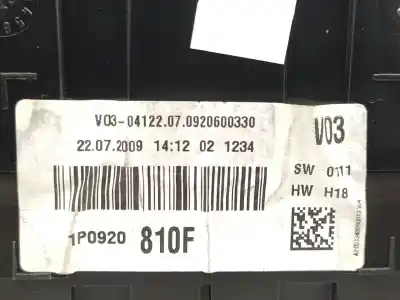 V03-04122.07.0920600330
V03
22.07.2009 14:12 02 1234
SW 0111
HW H18
1P0920 810F